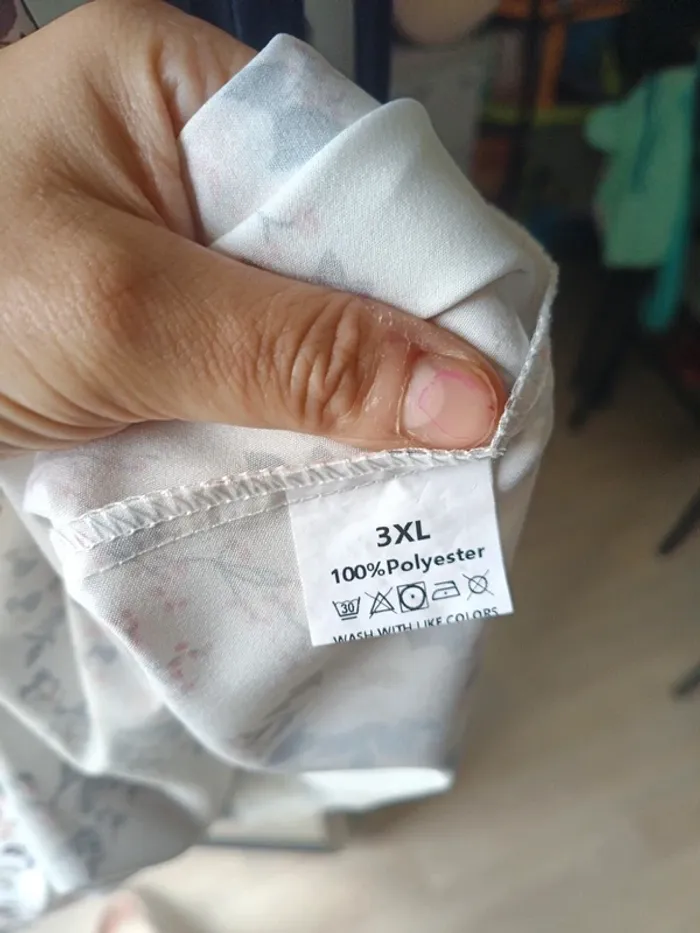 3XL
100%Polyester
30
WASH WITH LIKE COLORS